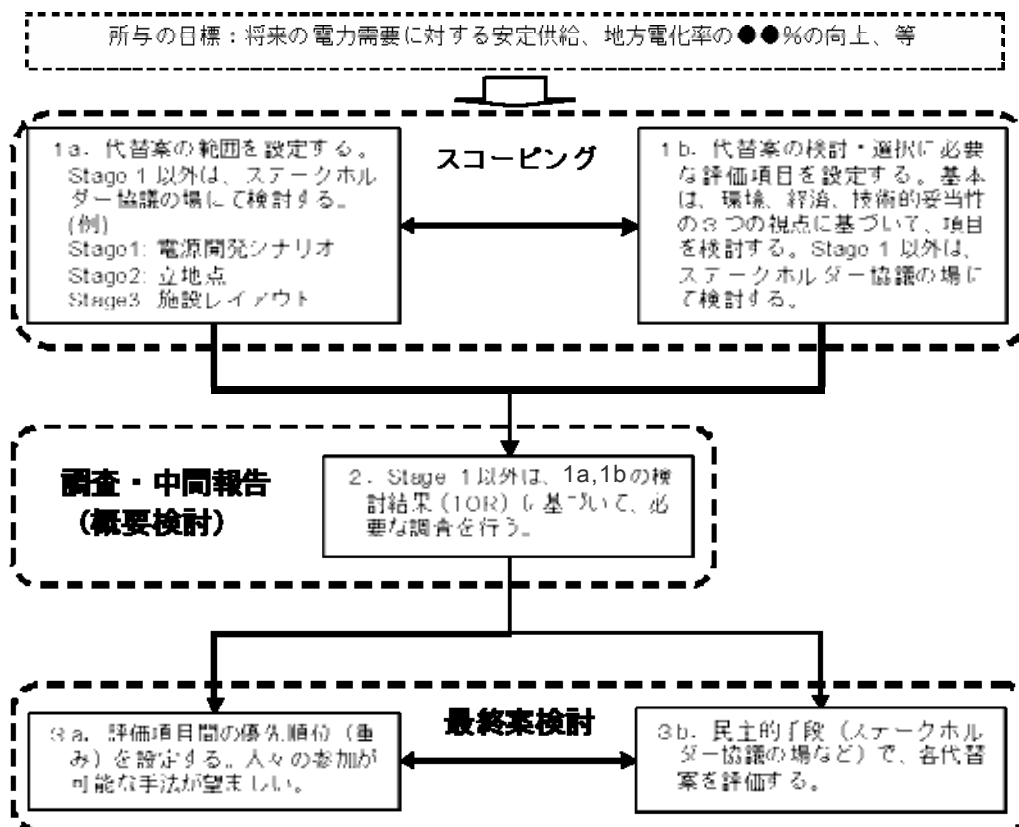 所与の目標：将来の電力需要に対する安定供給、地方電化率の●●％の向上、等
1a．代替案の範囲を設定する。
Stage 1 以外は、ステークホル
ダー協議の場にて検討する。
(例)
Stage1: 電源開発シナリオ
Stage2: 立地点
Stage3: 施設レイアウト
スコーピング
1b．代替案の検討・選択に必要
な評価項目を設定する。基本
は、環境、経済、技術的妥当性
の３つの視点に基づいて、項目
を検討する。Stage 1 以外は、
ステークホルダー協議の場に
て検討する。
調査・中間報告
（概要検討）
2．Stage 1以外は、1a,1bの検
討結果（TOR）に基づいて、必
要な調査を行う。
3a．評価項目間の優先順位（重
み）を設定する。人々の参加が
可能な手法が望ましい。
最終案検討
3b．民主的手段（ステークホル
ダー協議の場など）で、各代替
案を評価する。